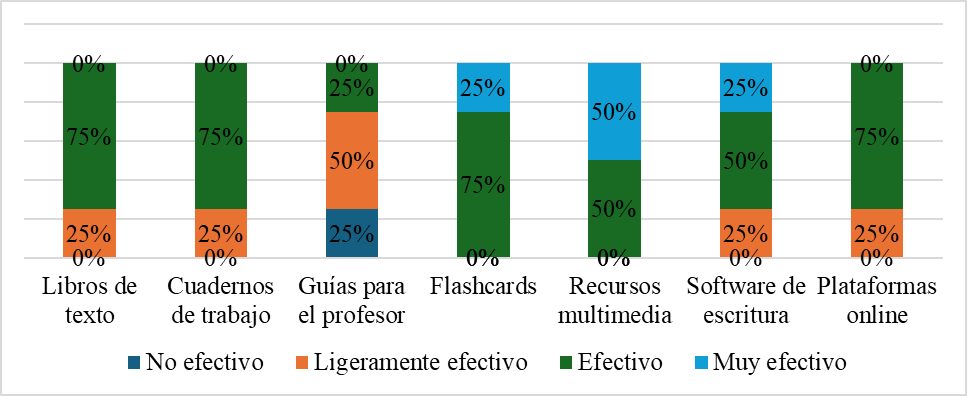 0% 0% 0% 0%
25% 25% 50% 25%
75% 75% 50% 75%
75% 50%
25% 25% 25% 50% 25% 25%
0% 0% 0% 0% 0% 0%
Libros de texto
Cuadernos de trabajo
Guías para el profesor
Flashcards
Recursos multimedia
Software de escritura
Plataformas online
No efectivo Ligeramente efectivo Efectivo Muy efectivo